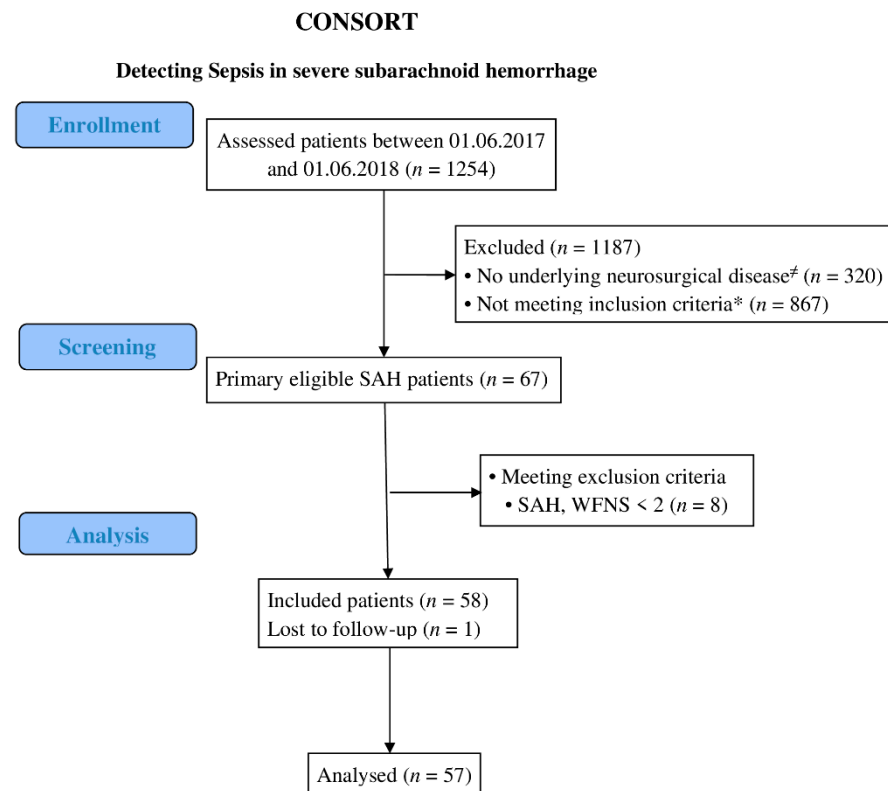 CONSORT
Detecting Sepsis in severe subarachnoid hemorrhage
Enrollment
Assessed patients between 01.06.2017
and 01.06.2018 (n = 1254)
Excluded (n = 1187)
• No underlying neurosurgical disease≠ (n = 320)
• Not meeting inclusion criteria* (n = 867)
Screening
Primary eligible SAH patients (n = 67)
• Meeting exclusion criteria
• SAH, WFNS < 2 (n = 8)
Analysis
Included patients (n = 58)
Lost to follow-up (n = 1)
Analysed (n = 57)